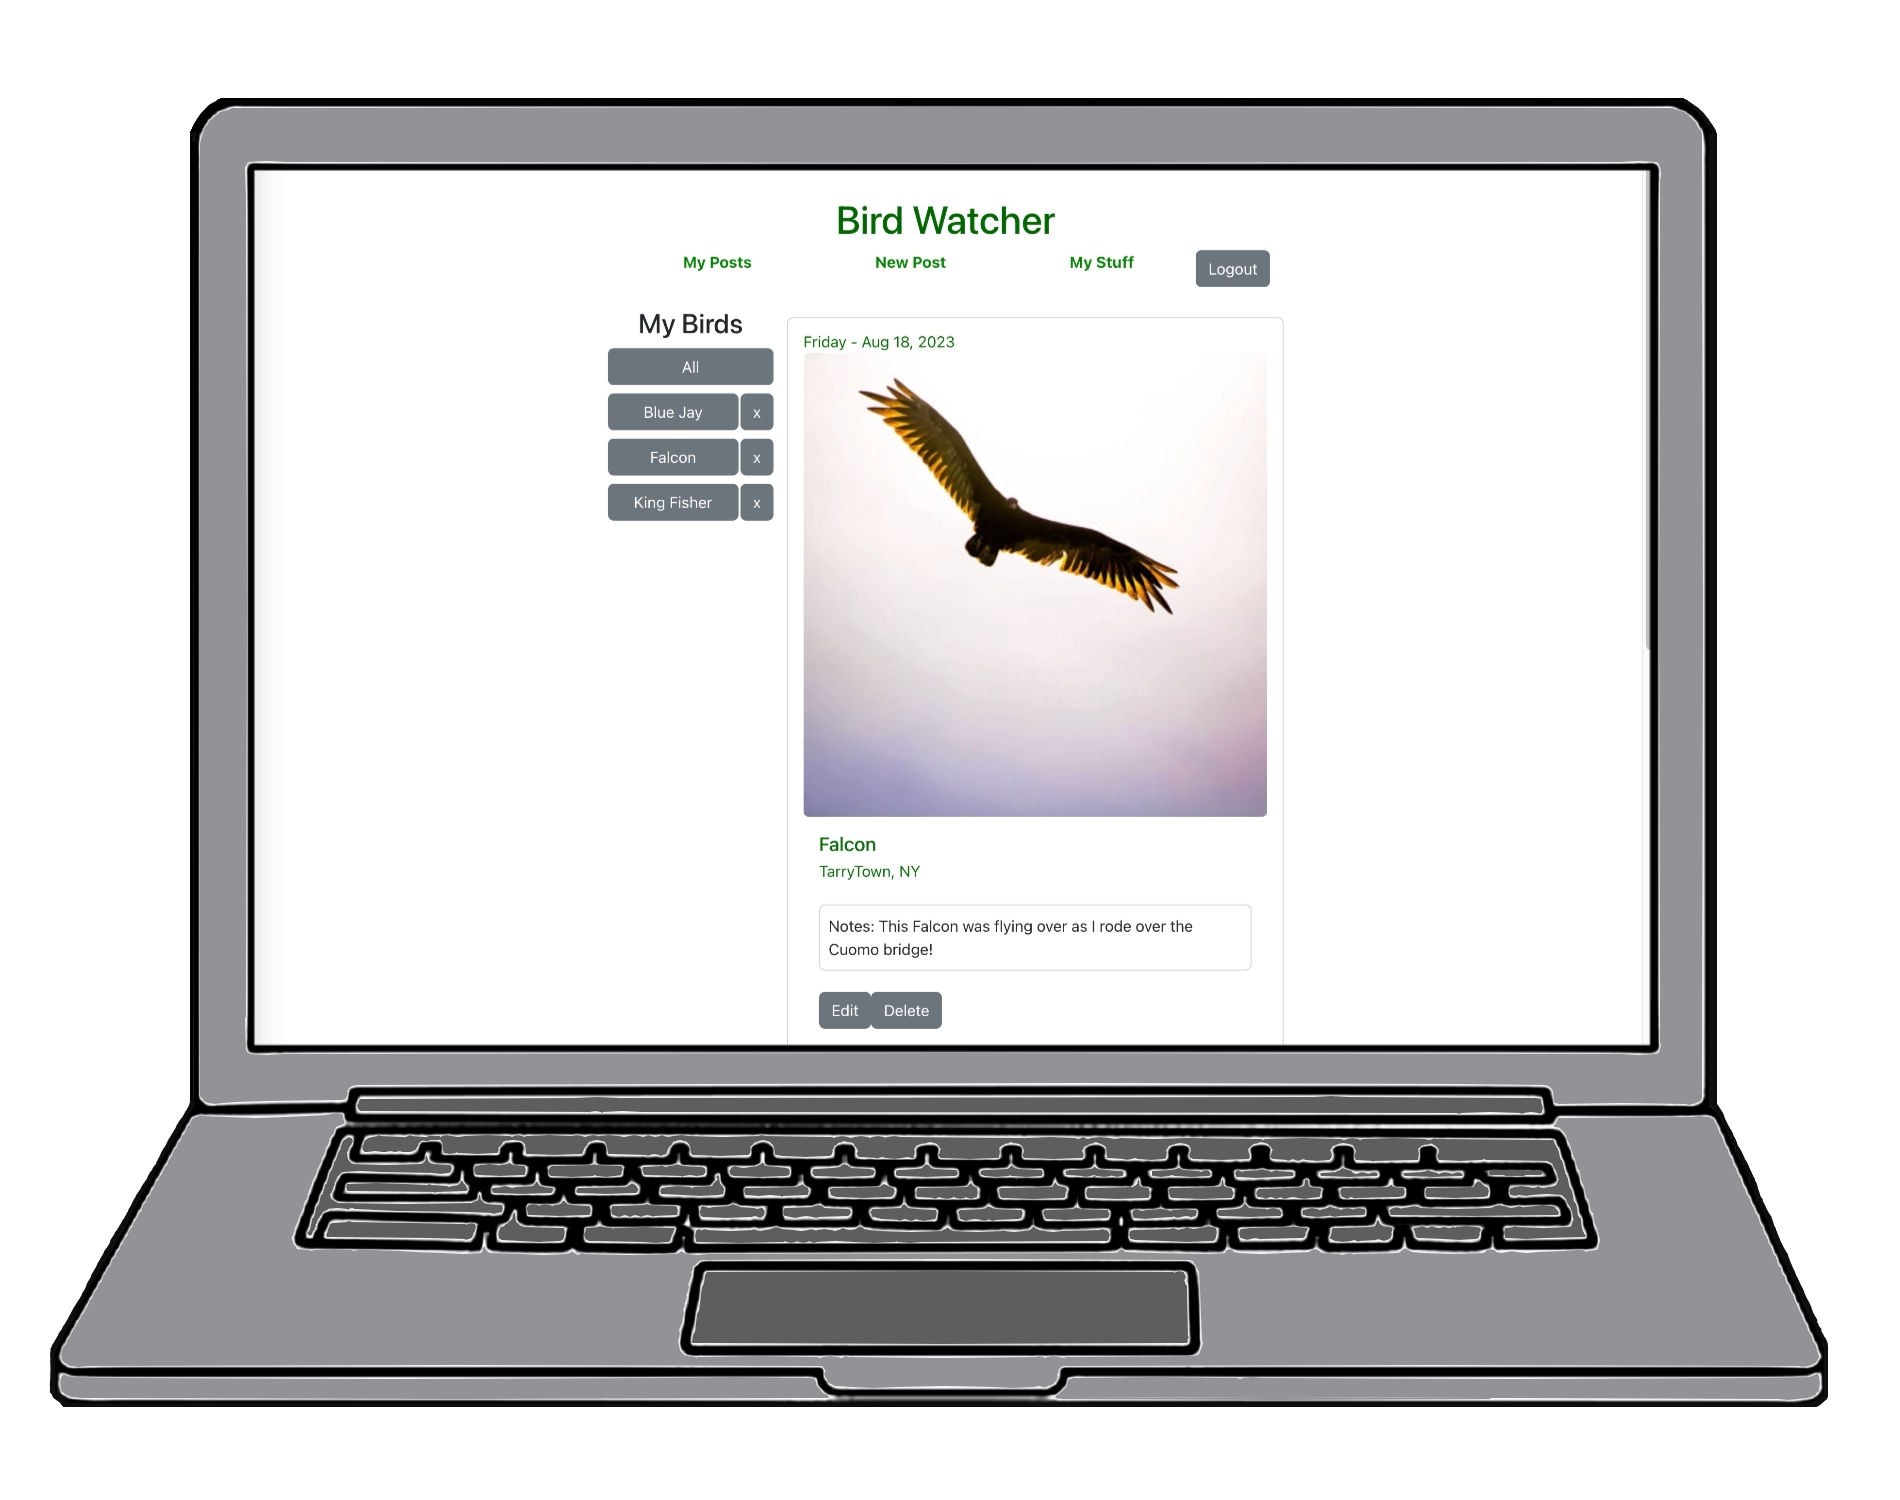 Bird Watcher
My Posts
New Post
My Stuff
Logout
My Birds
All
Blue Jay x
Falcon x
King Fisher x
Friday - Aug 18, 2023
Falcon
TarryTown, NY
Notes: This Falcon was flying over as I rode over the
Cuomo bridge!
Edit Delete